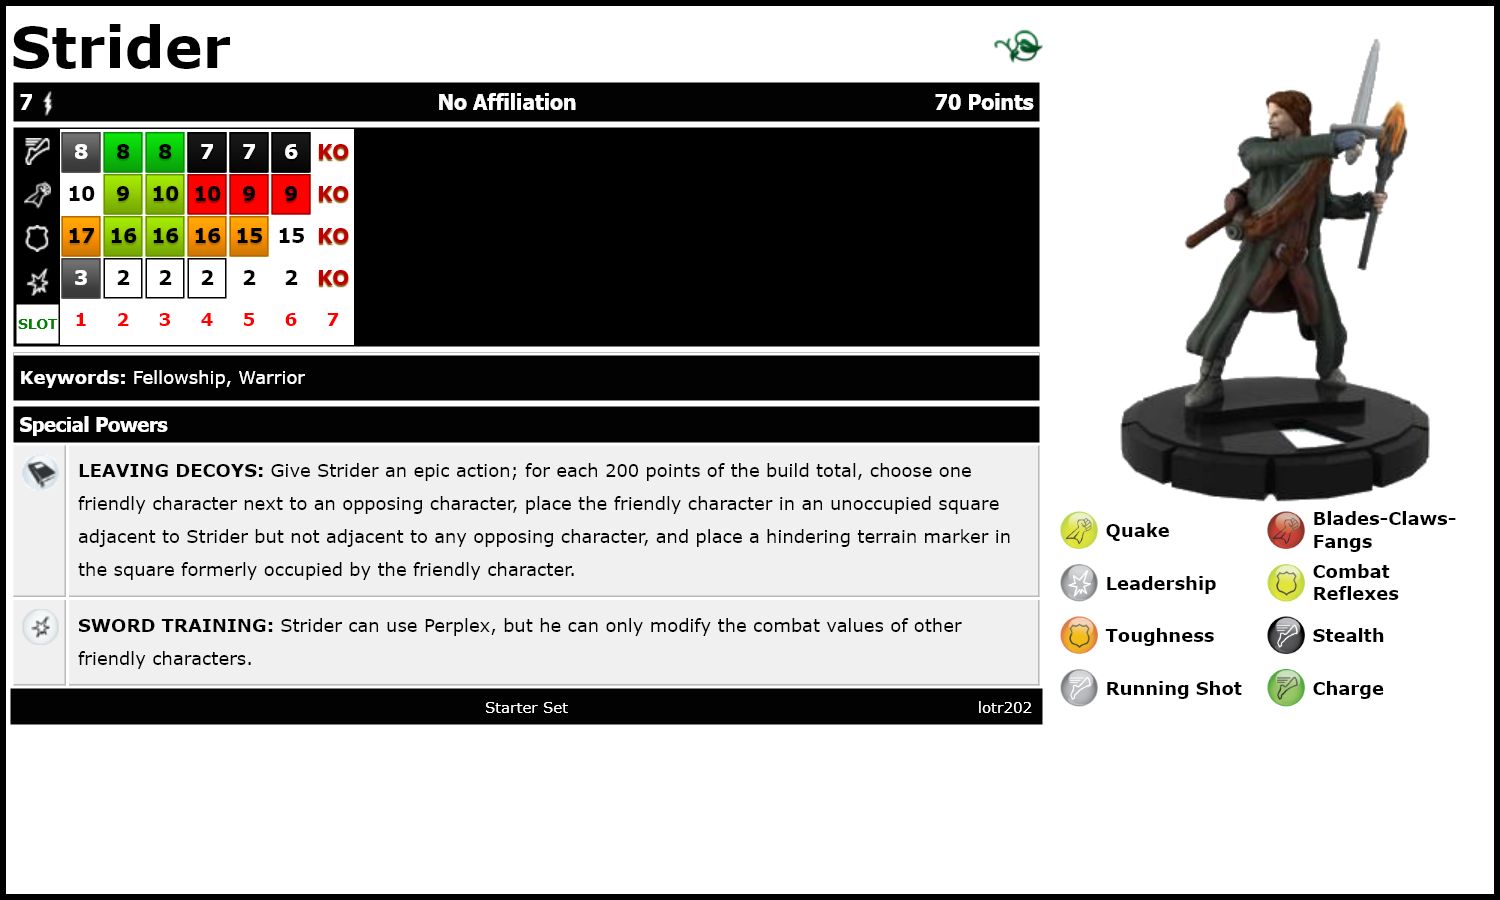 Strider
7 No Affiliation 70 Points
8 8 8 7 7 6 KO
10 9 10 10 9 9 KO
17 16 16 16 15 15 KO
3 2 2 2 2 2 KO
SLOT 1 2 3 4 5 6 7
Keywords: Fellowship, Warrior
Special Powers
LEAVING DECOYS: Give Strider an epic action; for each 200 points of the build total, choose one
friendly character next to an opposing character, place the friendly character in an unoccupied square
adjacent to Strider but not adjacent to any opposing character, and place a hindering terrain marker in
the square formerly occupied by the friendly character.
SWORD TRAINING: Strider can use Perplex, but he can only modify the combat values of other
friendly characters.
Starter Set lotr202
Quake
Blades-Claws-
Fangs
Leadership
Combat
Reflexes
Toughness
Stealth
Running Shot
Charge